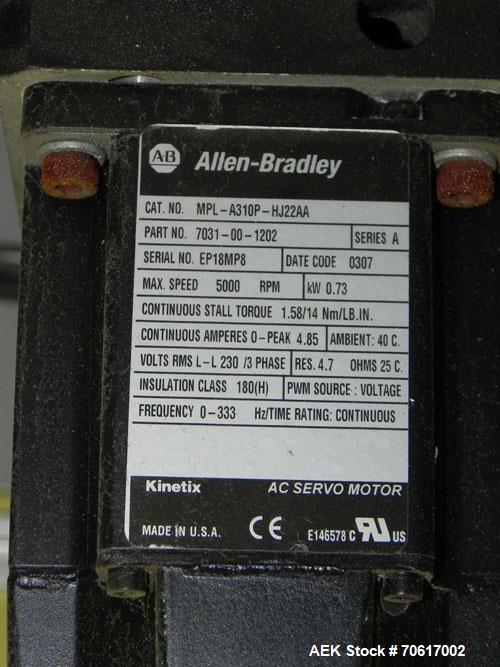 AB Allen-Bradley
CAT. NO. MPL-A310P-HJ22AA
PART NO. 7031-00-1202 SERIES A
SERIAL NO. EP18MP8 DATE CODE 0307
MAX. SPEED 5000 RPM kW 0.73
CONTINUOUS STALL TORQUE 1.58/14 Nm/LB.IN.
CONTINUOUS AMPERES 0-PEAK 4.85 AMBIENT: 40 C.
VOLTS RMS L-L 230 /3 PHASE RES. 4.7 OHMS 25 C.
INSULATION CLASS 180(H) PWM SOURCE : VOLTAGE
FREQUENCY 0-333 Hz/TIME RATING: CONTINUOUS
Kinetix AC SERVO MOTOR
MADE IN U.S.A. CE E146578 C RU US
AEK Stock # 70617002